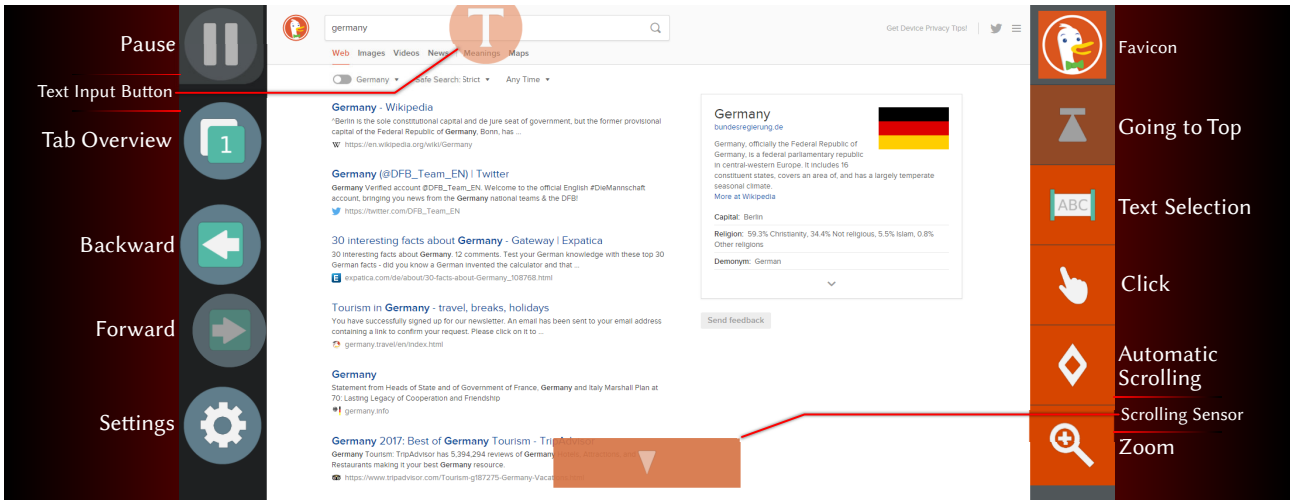 Pause
Text Input Button
Tab Overview
1
Backward
Forward
Settings
germany
T
Get Device Privacy Tips!
Web Images Videos News Meanings Maps
Germany Safe Search: Strict Any Time
Germany - Wikipedia
^Berlin is the sole constitutional capital and de jure seat of government, but the former provisional
capital of the Federal Republic of Germany, Bonn, has ...
W https://en.wikipedia.org/wiki/Germany
Germany (@DFB_Team_EN) | Twitter
Germany Verified account @DFB_Team_EN. Welcome to the official English #DieMannschaft
account, bringing you news from the Germany national teams & the DFB!
https://twitter.com/DFB_Team_EN
30 interesting facts about Germany - Gateway | Expatica
30 interesting facts about Germany. 12 comments. Test your German knowledge with these top 30
German facts - did you know a German invented the calculator and that ...
E expatica.com/de/about/30-facts-about-Germany_108768.html
Tourism in Germany - travel, breaks, holidays
You have successfully signed up for our newsletter. An email has been sent to your email address
containing a link to confirm your request. Please click on it to ...
germany.travel/en/index.html
Germany
Statement from Heads of State and of Government of France, Germany and Italy Marshall Plan at
70: Lasting Legacy of Cooperation and Friendship
germany.info
Germany 2017: Best of Germany Tourism - TripAdvisor
Germany Tourism: TripAdvisor has 5,394,294 reviews of Germany
Restaurants making it your best Germany resource.
https://www.tripadvisor.com/Tourism-g187275-Germany-Vacations.html
Germany
bundesregierung.de
Germany, officially the Federal Republic of
Germany, is a federal parliamentary republic
in central-western Europe. It includes 16
constituent states, covers an area of, and has a largely temperate
seasonal climate.
More at Wikipedia
Capital: Berlin
Religion: 59.3% Christianity, 34.4% Not religious, 5.5% Islam, 0.8%
Other religions
Demonym: German
Send feedback
Favicon
Going to Top
ABC
Text Selection
Click
Automatic
Scrolling
Scrolling Sensor
Zoom